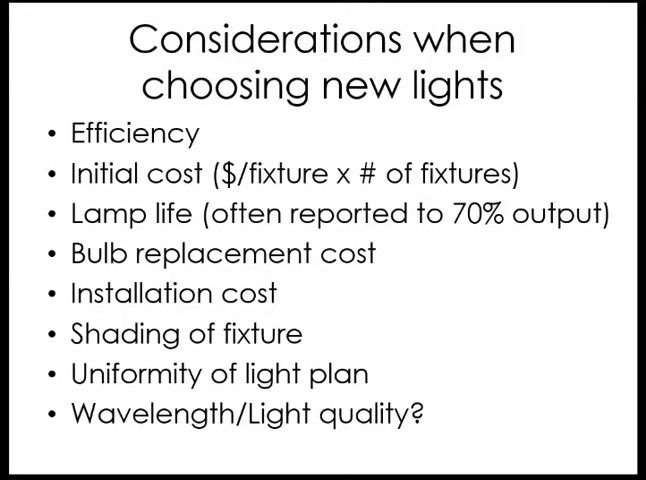 Considerations when
choosing new lights
• Efficiency
• Initial cost ($/fixture x # of fixtures)
• Lamp life (often reported to 70% output)
• Bulb replacement cost
• Installation cost
• Shading of fixture
• Uniformity of light plan
• Wavelength/Light quality?